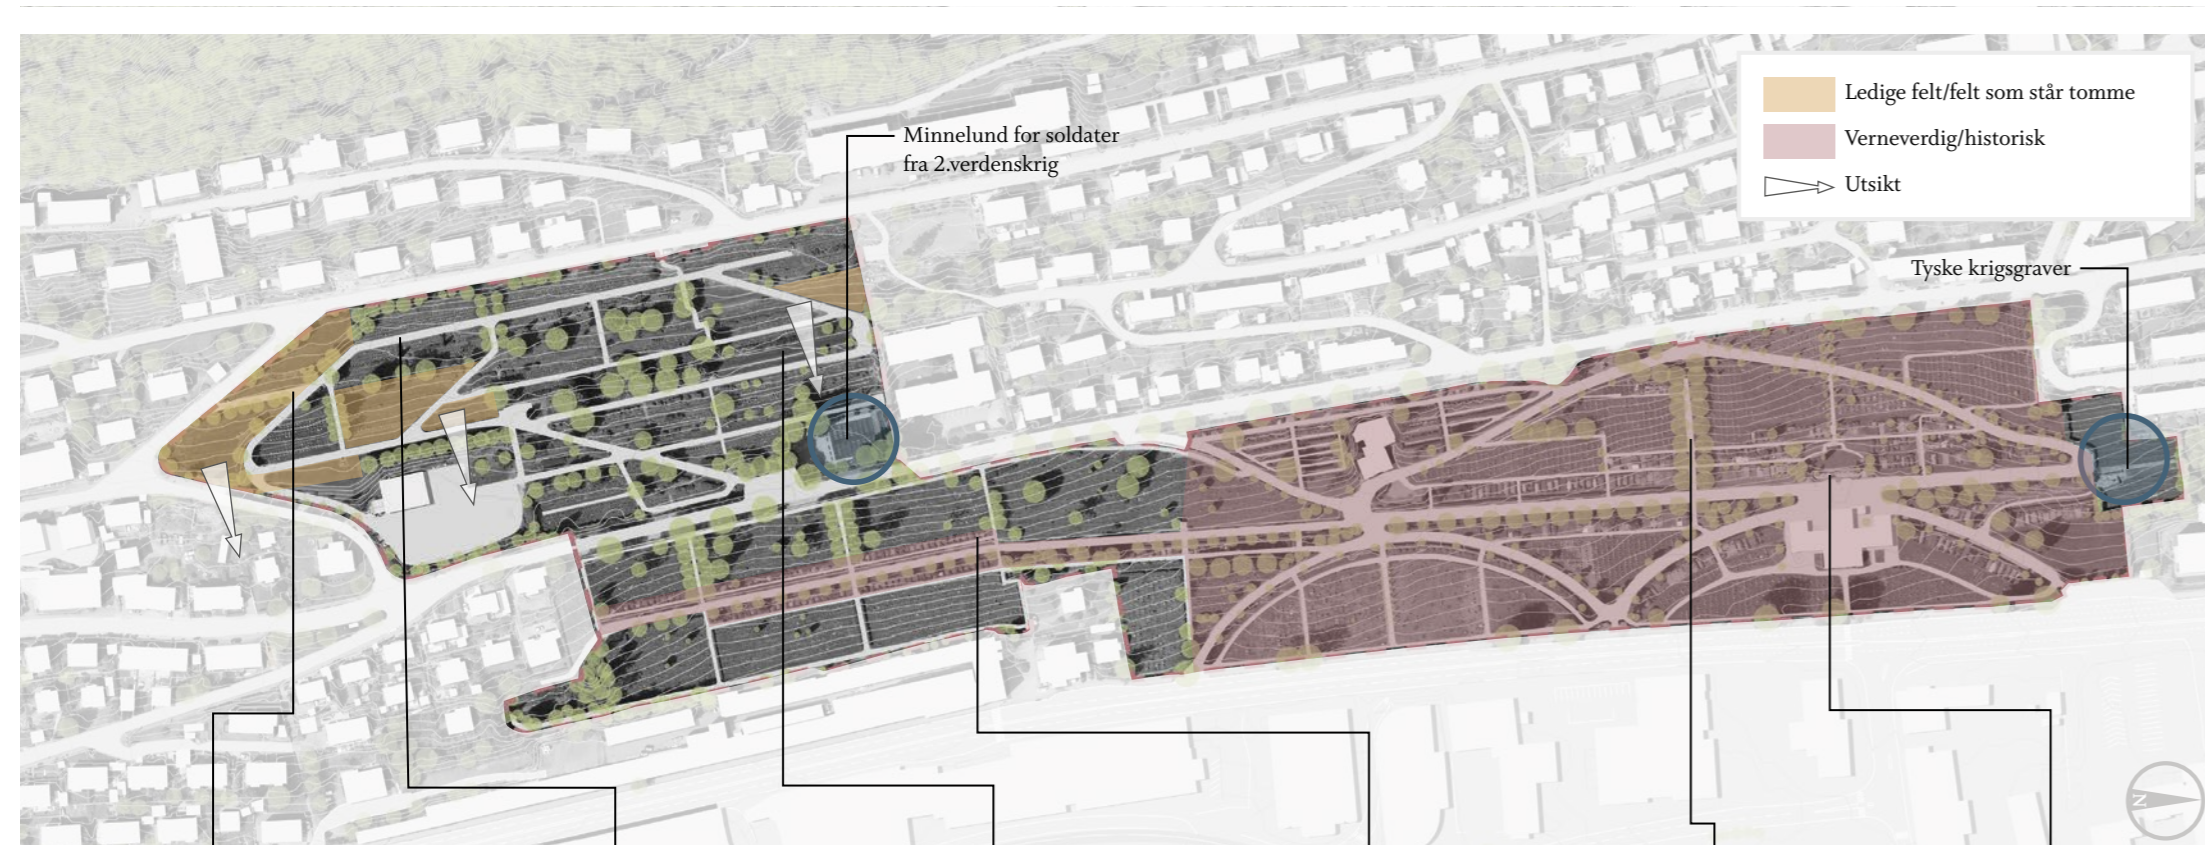 Ledige felt/felt som står tomme
Verneverdig/historisk
Utsikt
Minnelund for soldater
fra 2.verdenskrig
Tyske krigsgraver
N